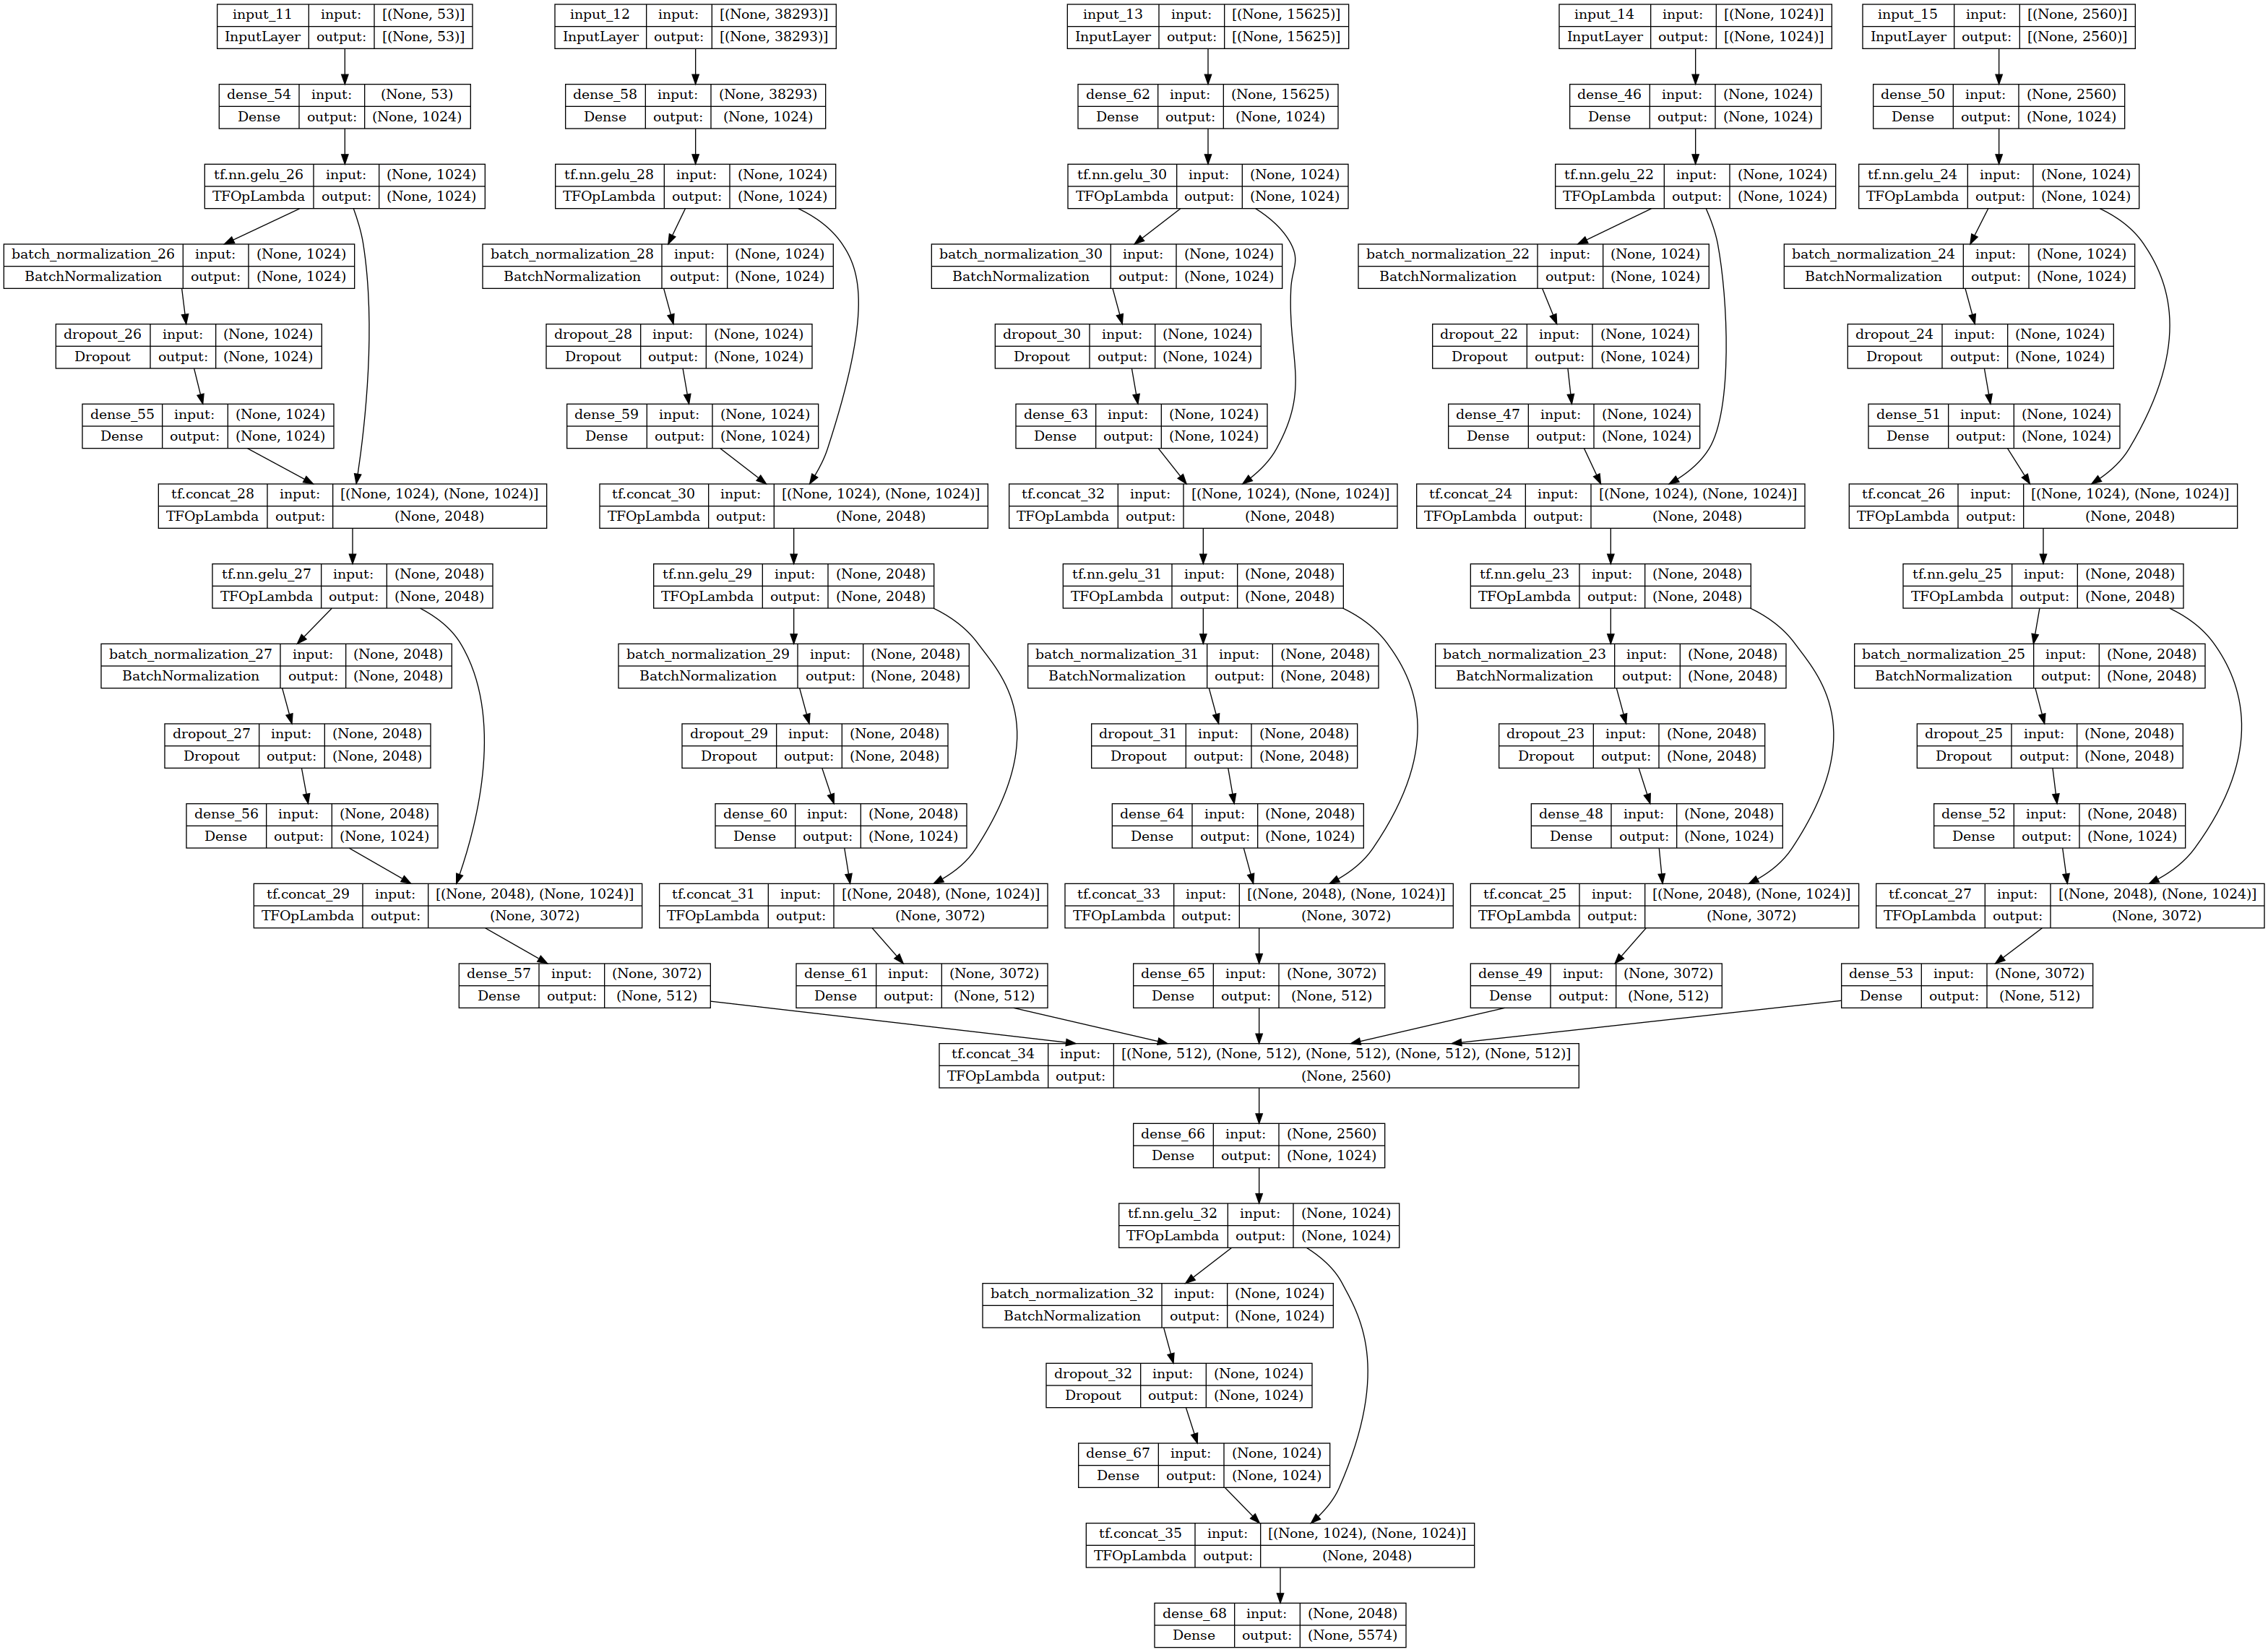 input_11 input: [(None, 53)]
InputLayer output: [(None, 53)]
input_12 input: [(None, 38293)]
InputLayer output: [(None, 38293)]
input_13 input: [(None, 15625)]
InputLayer output: [(None, 15625)]
input_14 input: [(None, 1024)]
InputLayer output: [(None, 1024)]
input_15 input: [(None, 2560)]
InputLayer output: [(None, 2560)]
dense_54 input: (None, 53)
Dense output: (None, 1024)
dense_58 input: (None, 38293)
Dense output: (None, 1024)
dense_62 input: (None, 15625)
Dense output: (None, 1024)
dense_46 input: (None, 1024)
Dense output: (None, 1024)
dense_50 input: (None, 2560)
Dense output: (None, 1024)
tf.nn.gelu_26 input: (None, 1024)
TFOpLambda output: (None, 1024)
tf.nn.gelu_28 input: (None, 1024)
TFOpLambda output: (None, 1024)
tf.nn.gelu_30 input: (None, 1024)
TFOpLambda output: (None, 1024)
tf.nn.gelu_22 input: (None, 1024)
TFOpLambda output: (None, 1024)
tf.nn.gelu_24 input: (None, 1024)
TFOpLambda output: (None, 1024)
batch_normalization_26 input: (None, 1024)
BatchNormalization output: (None, 1024)
batch_normalization_28 input: (None, 1024)
BatchNormalization output: (None, 1024)
batch_normalization_30 input: (None, 1024)
BatchNormalization output: (None, 1024)
batch_normalization_22 input: (None, 1024)
BatchNormalization output: (None, 1024)
batch_normalization_24 input: (None, 1024)
BatchNormalization output: (None, 1024)
dropout_26 input: (None, 1024)
Dropout output: (None, 1024)
dropout_28 input: (None, 1024)
Dropout output: (None, 1024)
dropout_30 input: (None, 1024)
Dropout output: (None, 1024)
dropout_22 input: (None, 1024)
Dropout output: (None, 1024)
dropout_24 input: (None, 1024)
Dropout output: (None, 1024)
dense_55 input: (None, 1024)
Dense output: (None, 1024)
dense_59 input: (None, 1024)
Dense output: (None, 1024)
dense_63 input: (None, 1024)
Dense output: (None, 1024)
dense_47 input: (None, 1024)
Dense output: (None, 1024)
dense_51 input: (None, 1024)
Dense output: (None, 1024)
tf.concat_28 input: [(None, 1024), (None, 1024)]
TFOpLambda output: (None, 2048)
tf.concat_30 input: [(None, 1024), (None, 1024)]
TFOpLambda output: (None, 2048)
tf.concat_32 input: [(None, 1024), (None, 1024)]
TFOpLambda output: (None, 2048)
tf.concat_24 input: [(None, 1024), (None, 1024)]
TFOpLambda output: (None, 2048)
tf.concat_26 input: [(None, 1024), (None, 1024)]
TFOpLambda output: (None, 2048)
tf.nn.gelu_27 input: (None, 2048)
TFOpLambda output: (None, 2048)
tf.nn.gelu_29 input: (None, 2048)
TFOpLambda output: (None, 2048)
tf.nn.gelu_31 input: (None, 2048)
TFOpLambda output: (None, 2048)
tf.nn.gelu_23 input: (None, 2048)
TFOpLambda output: (None, 2048)
tf.nn.gelu_25 input: (None, 2048)
TFOpLambda output: (None, 2048)
batch_normalization_27 input: (None, 2048)
BatchNormalization output: (None, 2048)
batch_normalization_29 input: (None, 2048)
BatchNormalization output: (None, 2048)
batch_normalization_31 input: (None, 2048)
BatchNormalization output: (None, 2048)
batch_normalization_23 input: (None, 2048)
BatchNormalization output: (None, 2048)
batch_normalization_25 input: (None, 2048)
BatchNormalization output: (None, 2048)
dropout_27 input: (None, 2048)
Dropout output: (None, 2048)
dropout_29 input: (None, 2048)
Dropout output: (None, 2048)
dropout_31 input: (None, 2048)
Dropout output: (None, 2048)
dropout_23 input: (None, 2048)
Dropout output: (None, 2048)
dropout_25 input: (None, 2048)
Dropout output: (None, 2048)
dense_56 input: (None, 2048)
Dense output: (None, 1024)
dense_60 input: (None, 2048)
Dense output: (None, 1024)
dense_64 input: (None, 2048)
Dense output: (None, 1024)
dense_48 input: (None, 2048)
Dense output: (None, 1024)
dense_52 input: (None, 2048)
Dense output: (None, 1024)
tf.concat_29 input: [(None, 2048), (None, 1024)]
TFOpLambda output: (None, 3072)
tf.concat_31 input: [(None, 2048), (None, 1024)]
TFOpLambda output: (None, 3072)
tf.concat_33 input: [(None, 2048), (None, 1024)]
TFOpLambda output: (None, 3072)
tf.concat_25 input: [(None, 2048), (None, 1024)]
TFOpLambda output: (None, 3072)
tf.concat_27 input: [(None, 2048), (None, 1024)]
TFOpLambda output: (None, 3072)
dense_57 input: (None, 3072)
Dense output: (None, 512)
dense_61 input: (None, 3072)
Dense output: (None, 512)
dense_65 input: (None, 3072)
Dense output: (None, 512)
dense_49 input: (None, 3072)
Dense output: (None, 512)
dense_53 input: (None, 3072)
Dense output: (None, 512)
tf.concat_34 input: [(None, 512), (None, 512), (None, 512), (None, 512), (None, 512)]
TFOpLambda output: (None, 2560)
dense_66 input: (None, 2560)
Dense output: (None, 1024)
tf.nn.gelu_32 input: (None, 1024)
TFOpLambda output: (None, 1024)
batch_normalization_32 input: (None, 1024)
BatchNormalization output: (None, 1024)
dropout_32 input: (None, 1024)
Dropout output: (None, 1024)
dense_67 input: (None, 1024)
Dense output: (None, 1024)
tf.concat_35 input: [(None, 1024), (None, 1024)]
TFOpLambda output: (None, 2048)
dense_68 input: (None, 2048)
Dense output: (None, 5574)